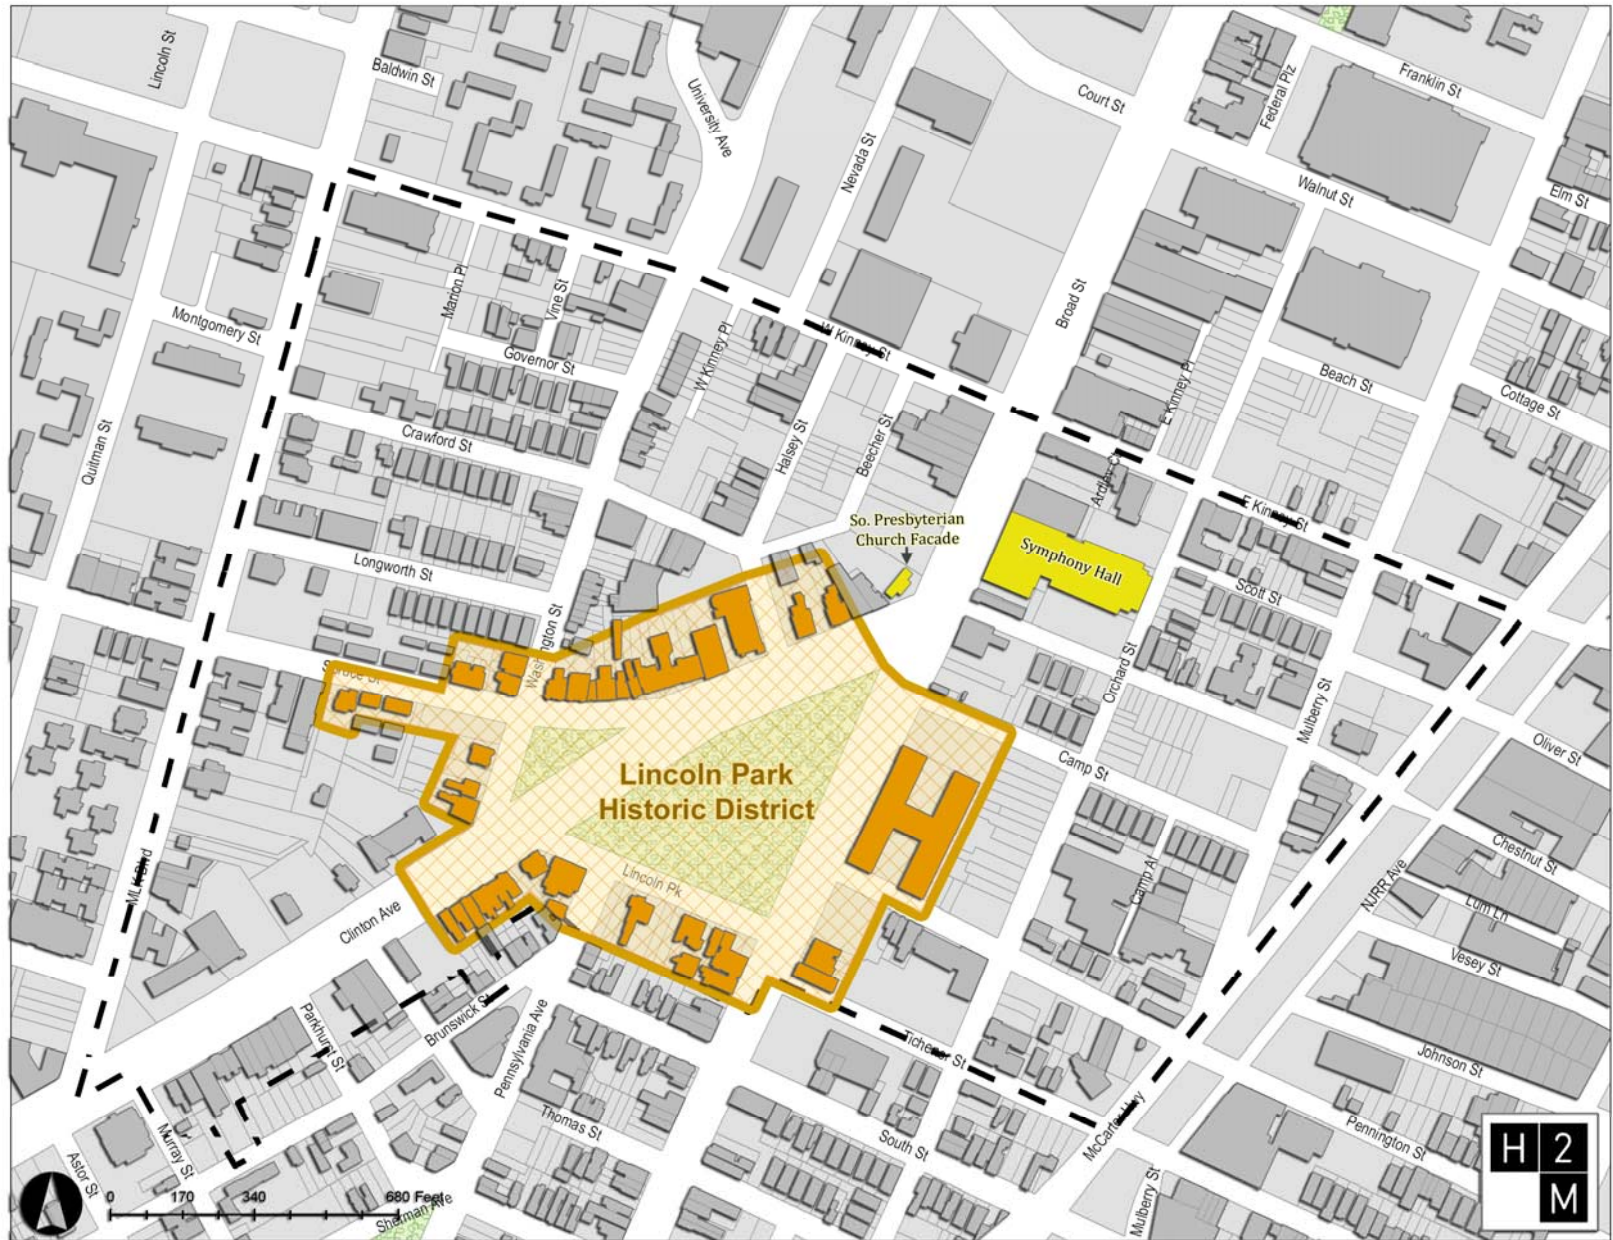 Lincoln St
Baldwin St
University Ave
Nevada St
Court St
Federal Plz
Franklin St
Walnut St
Elm St
Montgomery St
Marion Pl
Vine St
Governor St
W Kinney Pl
W Kinney St
Broad St
E Kinney Pl
Beach St
Cottage St
Quitman St
Crawford St
Halsey St
Beecher St
E Kinney St
So. Presbyterian
Church Facade
Symphony Hall
Longworth St
Scott St
Orchard St
Mulberry St
Oliver St
Camp St
Lincoln Park
Historic District
Lincoln Pk
MLK Blvd
Clinton Ave
Camp Al
NJRR Ave
Chestnut St
Lum Ln
Vesey St
Parkhurst St
Brunswick St
Pennsylvania Ave
Tichenor St
Johnson St
Thomas St
South St
McCarter Hwy
Pennington St
Murray St
Astor St
Sherman Ave
Mulberry St
0 170 340 680 Feet
H 2
M